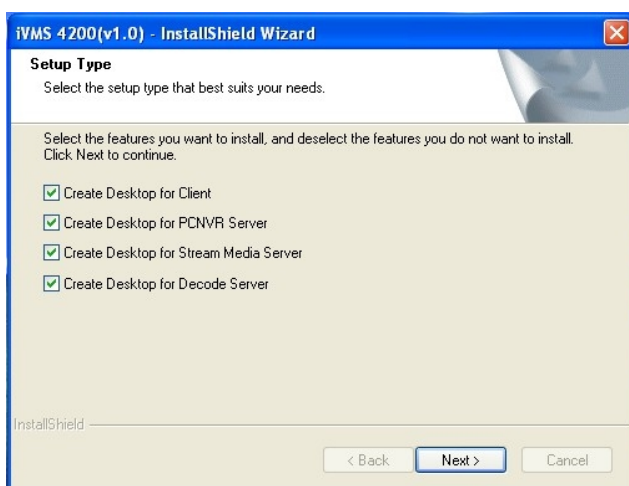 iVMS 4200(v1.0) - InstallShield Wizard
Setup Type
Select the setup type that best suits your needs.
Select the features you want to install, and deselect the features you do not want to install.
Click Next to continue.
Create Desktop for Client
Create Desktop for PCNVR Server
Create Desktop for Stream Media Server
Create Desktop for Decode Server
InstallShield
< Back
Next >
Cancel